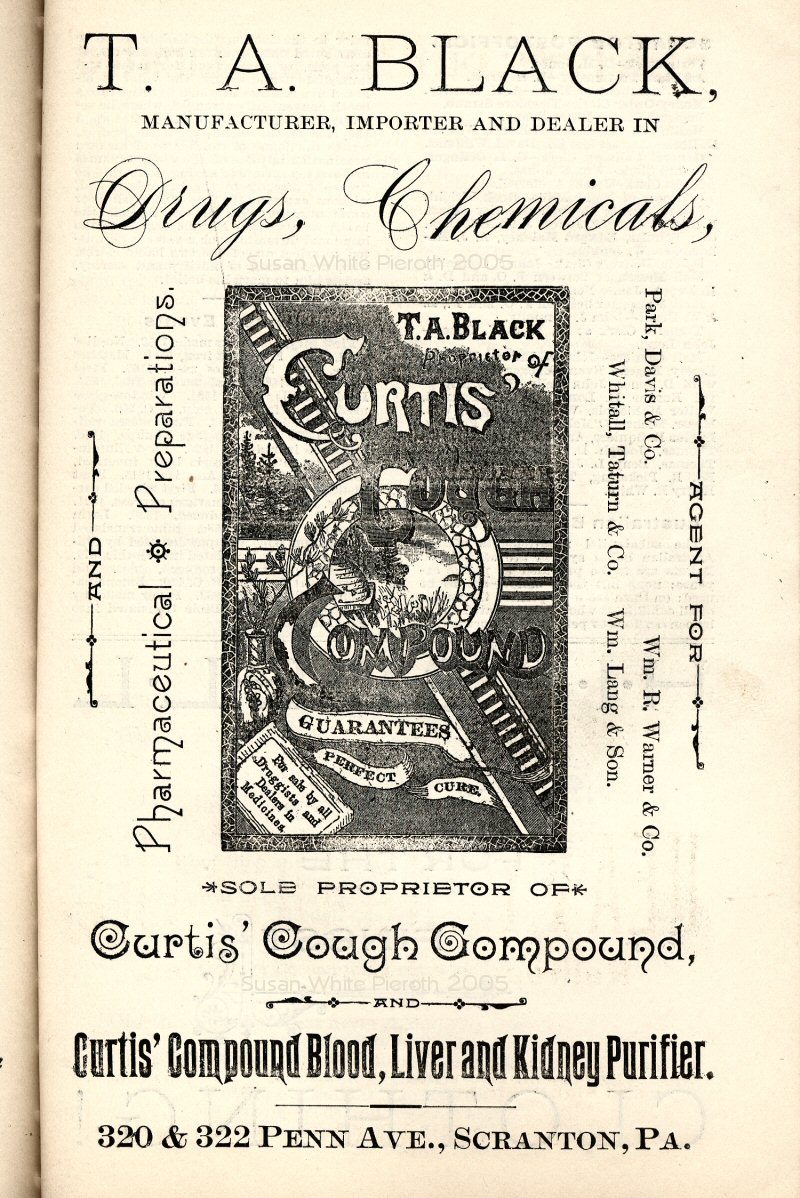 T. A. BLACK,
MANUFACTURER, IMPORTER AND DEALER IN
Drugs, Chemicals,
Susan White Pieroth 2005
AND
Pharmaceutical Preparations.
T.A. BLACK
Proprietor of
CURTIS'
COUGH
COMPOUND
GUARANTEES
PERFECT
CURE.
For sale by all
Druggists and
Dealers in
Medicines.
AGENT FOR
Park, Davis & Co. Wm. R. Warner & Co.
Whitall, Tatum & Co. Wm. Lang & Son.
*SOLE PROPRIETOR OF*
Curtis' Cough Compound,
Susan White Pieroth 2005
AND
Curtis' Compound Blood, Liver and Kidney Purifier.
320 & 322 PENN AVE., SCRANTON, PA.